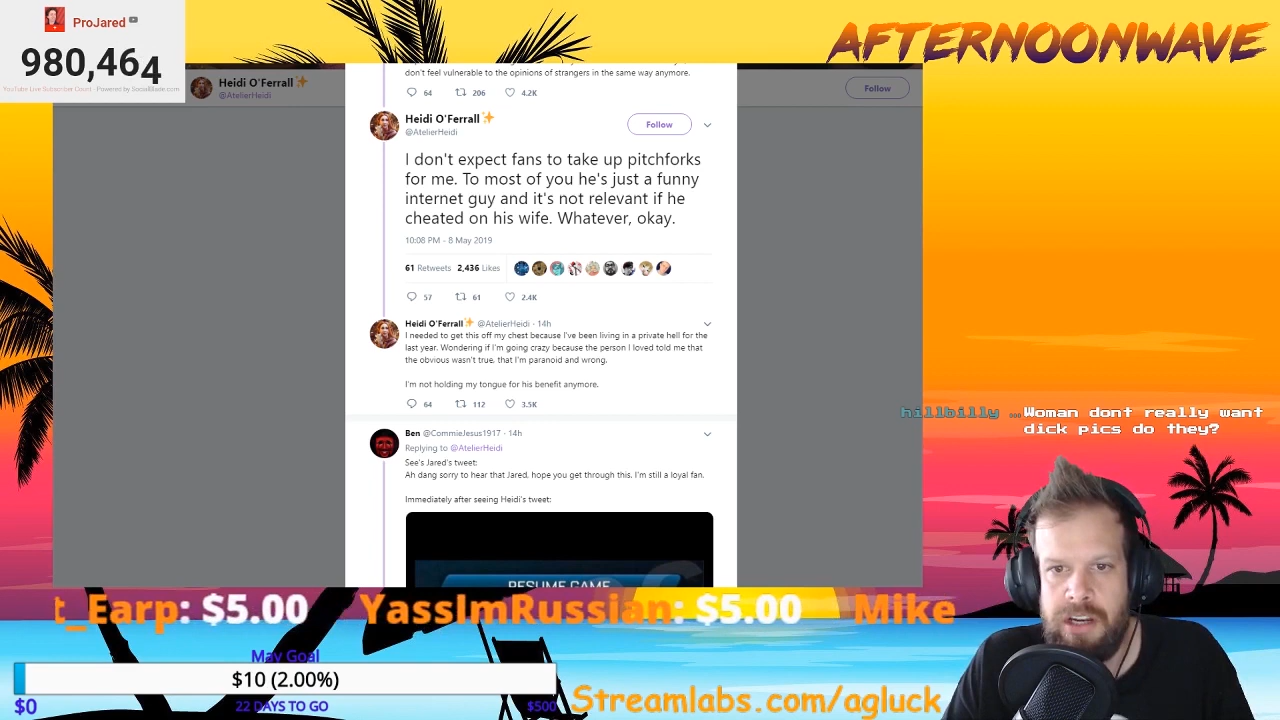 ProJared
980,464
YouTube Live Subscriber Count - Powered by SocialBlade.com
AFTERNOONWAVE
Heidi O'Ferrall
@AtelierHeidi
Follow
don't feel vulnerable to the opinions of strangers in the same way anymore.
64 206 4.2K
Heidi O'Ferrall
@AtelierHeidi
Follow
I don't expect fans to take up pitchforks
for me. To most of you he's just a funny
internet guy and it's not relevant if he
cheated on his wife. Whatever, okay.
10:08 PM - 8 May 2019
61 Retweets 2,436 Likes
57 61 2.4K
Heidi O'Ferrall @AtelierHeidi · 14h
I needed to get this off my chest because I've been living in a private hell for the
last year. Wondering if I'm going crazy because the person I loved told me that
the obvious wasn't true, that I'm paranoid and wrong.
I'm not holding my tongue for his benefit anymore.
64 112 3.5K
Ben @CommieJesus1917 · 14h
Replying to @AtelierHeidi
See's Jared's tweet:
Ah dang sorry to hear that Jared, hope you get through this. I'm still a loyal fan.
Immediately after seeing Heidi's tweet:
RESUME GAME
hillbilly …Woman dont really want
dick pics do they?
t_Earp: $5.00 YassImRussian: $5.00 Mike
May Goal
$10 (2.00%)
$0 22 DAYS TO GO $500
Streamlabs.com/agluck